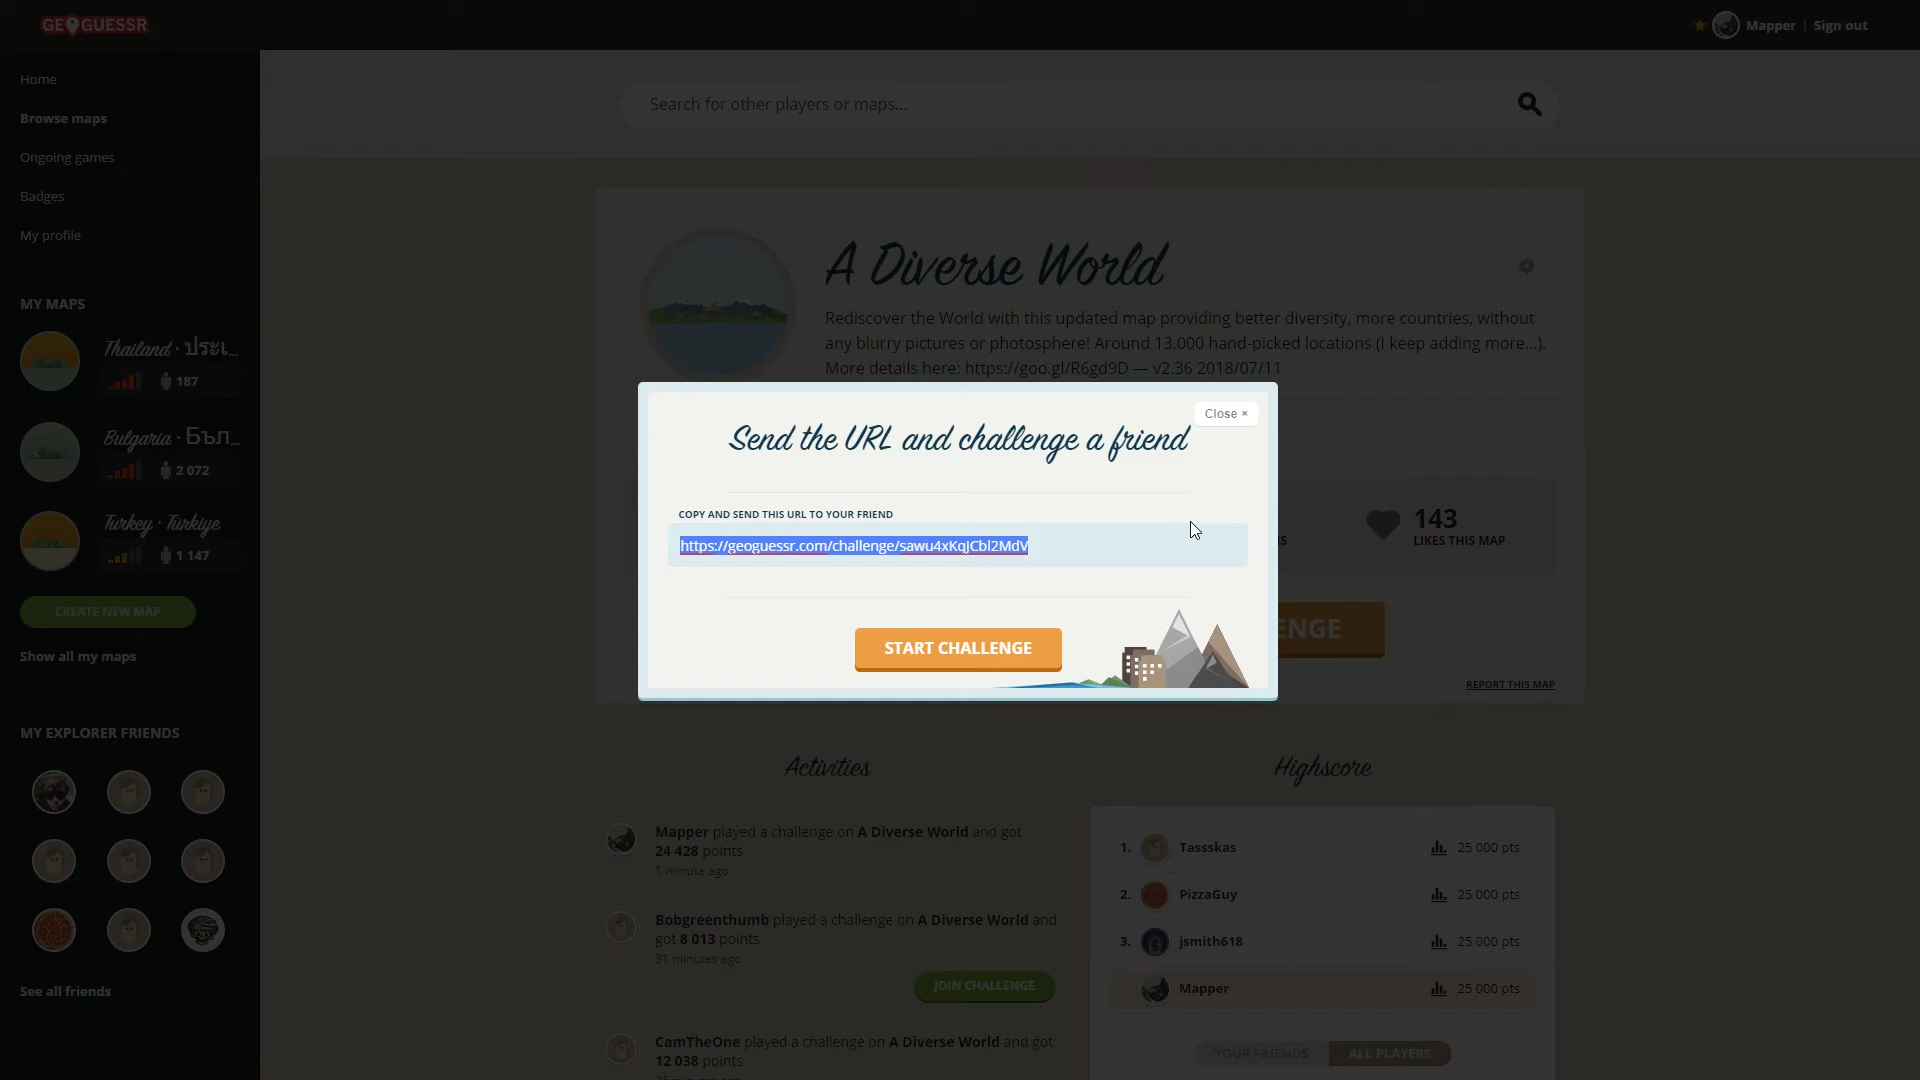 GEOGUESSR
Mapper | Sign out
Home
Browse maps
Ongoing games
Badges
My profile
MY MAPS
Thailand · ประเ...
187
Bulgaria · Бъл...
2 072
Turkey · Türkiye
1 147
CREATE NEW MAP
Show all my maps
MY EXPLORER FRIENDS
See all friends
Search for other players or maps...
A Diverse World
Rediscover the World with this updated map providing better diversity, more countries, without
any blurry pictures or photosphere! Around 13.000 hand-picked locations (I keep adding more...).
More details here: https://goo.gl/R6gd9D — v2.36 2018/07/11
Close ×
Send the URL and challenge a friend
COPY AND SEND THIS URL TO YOUR FRIEND
https://geoguessr.com/challenge/sawu4xKqJCbl2MdV
START CHALLENGE
143
LIKES THIS MAP
REPORT THIS MAP
Activities
Mapper played a challenge on A Diverse World and got
24 428 points
1 minute ago
Bobgreenthumb played a challenge on A Diverse World and
got 8 013 points
31 minutes ago
JOIN CHALLENGE
CamTheOne played a challenge on A Diverse World and got
12 038 points
Highscore
1. Tassskas 25 000 pts
2. PizzaGuy 25 000 pts
3. jsmith618 25 000 pts
Mapper 25 000 pts
YOUR FRIENDS ALL PLAYERS